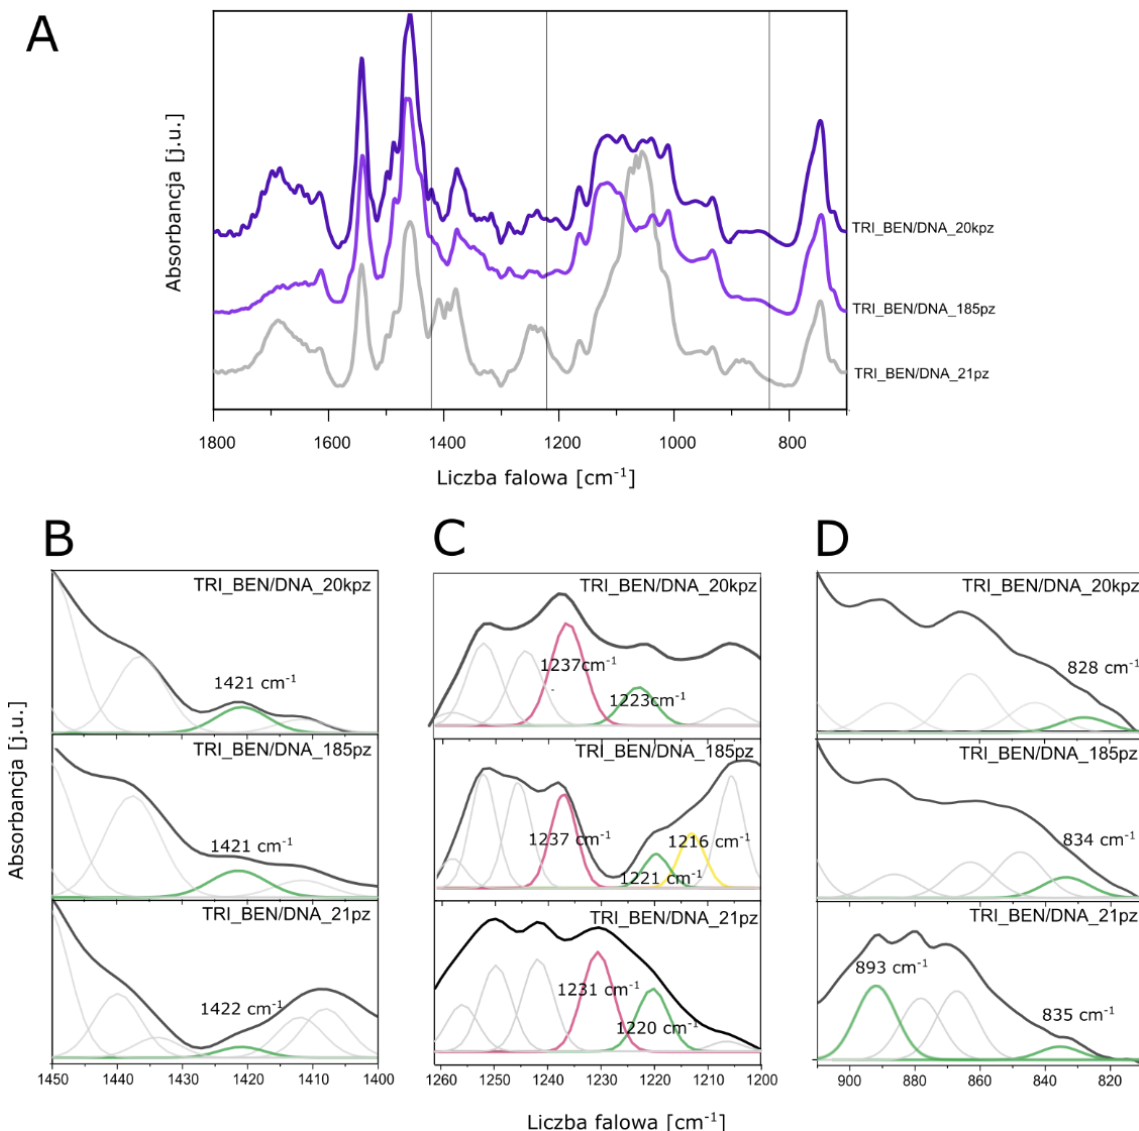 A
Absorbancja [j.u.]
TRI_BEN/DNA_20kpz
TRI_BEN/DNA_185pz
TRI_BEN/DNA_21pz
1800 1600 1400 1200 1000 800
Liczba falowa [cm⁻¹]
B C D
Absorbancja [j.u.]
TRI_BEN/DNA_20kpz
1421 cm⁻¹
TRI_BEN/DNA_185pz
1421 cm⁻¹
TRI_BEN/DNA_21pz
1422 cm⁻¹
1450 1440 1430 1420 1410 1400
TRI_BEN/DNA_20kpz
1237cm⁻¹
1223cm⁻¹
TRI_BEN/DNA_185pz
1237 cm⁻¹
1216 cm⁻¹
1221 cm⁻¹
TRI_BEN/DNA_21pz
1231 cm⁻¹
1220 cm⁻¹
1260 1250 1240 1230 1220 1210 1200
TRI_BEN/DNA_20kpz
828 cm⁻¹
TRI_BEN/DNA_185pz
834 cm⁻¹
TRI_BEN/DNA_21pz
893 cm⁻¹
835 cm⁻¹
900 880 860 840 820
Liczba falowa [cm⁻¹]